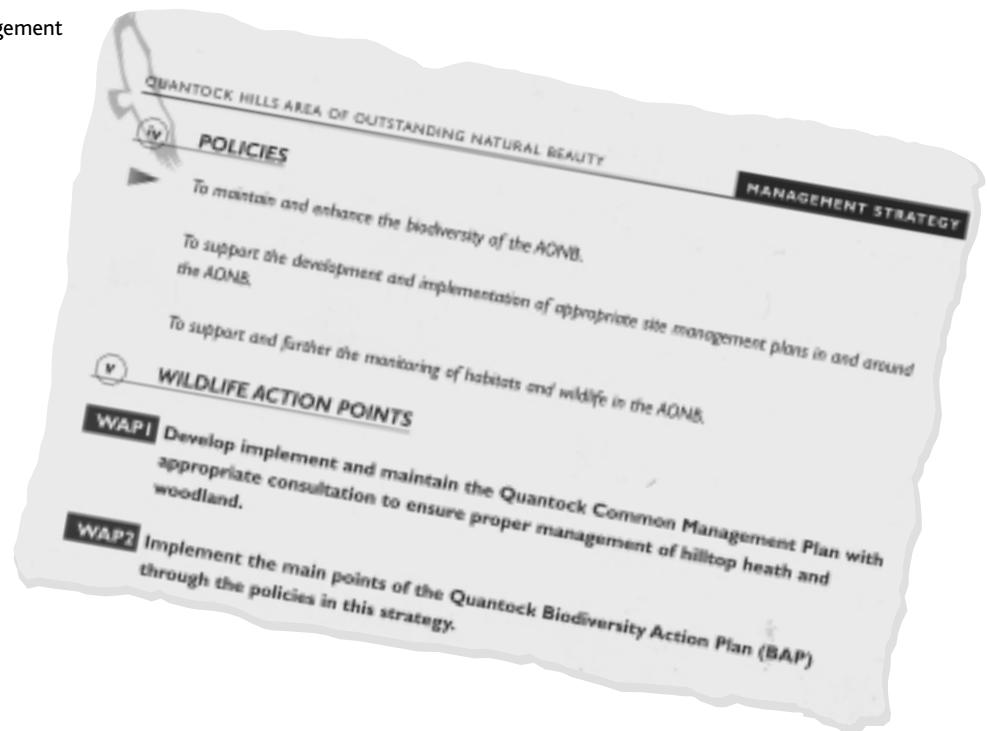 gement
QUANTOCK HILLS AREA OF OUTSTANDING NATURAL BEAUTY
MANAGEMENT STRATEGY
iv POLICIES
To maintain and enhance the biodiversity of the AONB.
To support the development and implementation of appropriate site management plans in and around
the AONB.
To support and further the monitoring of habitats and wildlife in the AONB.
v WILDLIFE ACTION POINTS
WAP1 Develop implement and maintain the Quantock Common Management Plan with
appropriate consultation to ensure proper management of hilltop heath and
woodland.
WAP2 Implement the main points of the Quantock Biodiversity Action Plan (BAP)
through the policies in this strategy.